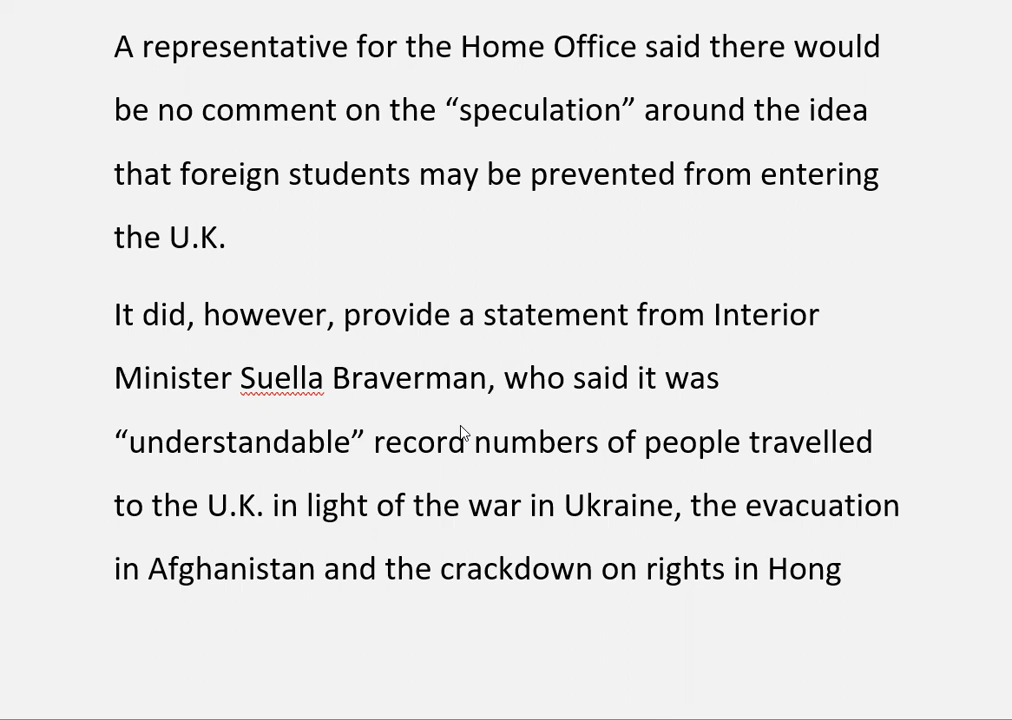 A representative for the Home Office said there would
be no comment on the “speculation” around the idea
that foreign students may be prevented from entering
the U.K.
It did, however, provide a statement from Interior
Minister Suella Braverman, who said it was
“understandable” record numbers of people travelled
to the U.K. in light of the war in Ukraine, the evacuation
in Afghanistan and the crackdown on rights in Hong